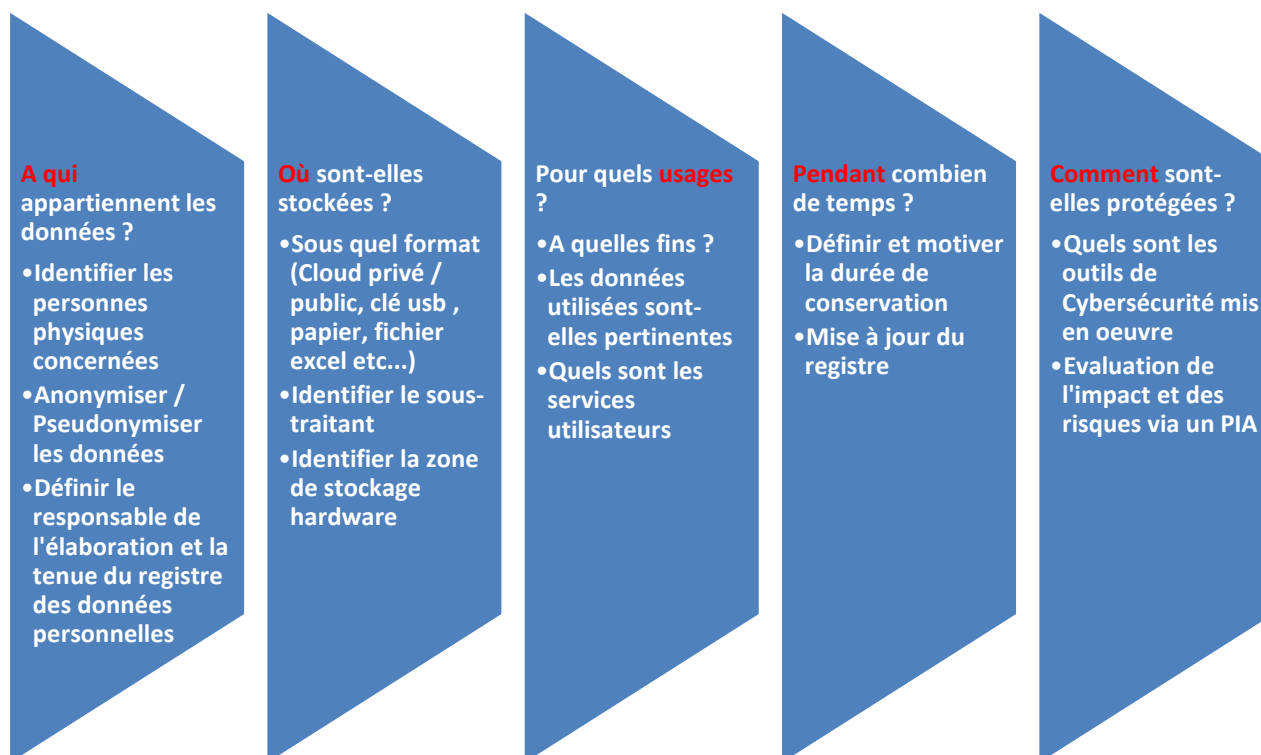 A qui
appartiennent les
données ?
•Identifier les
personnes
physiques
concernées
•Anonymiser /
Pseudonymiser
les données
•Définir le
responsable de
l'élaboration et la
tenue du registre
des données
personnelles
Où sont-elles
stockées ?
•Sous quel format
(Cloud privé /
public, clé usb ,
papier, fichier
excel etc...)
•Identifier le sous-
traitant
•Identifier la zone
de stockage
hardware
Pour quels usages
?
•A quelles fins ?
•Les données
utilisées sont-
elles pertinentes
•Quels sont les
services
utilisateurs
Pendant combien
de temps ?
•Définir et motiver
la durée de
conservation
•Mise à jour du
registre
Comment sont-
elles protégées ?
•Quels sont les
outils de
Cybersécurité mis
en oeuvre
•Evaluation de
l'impact et des
risques via un PIA